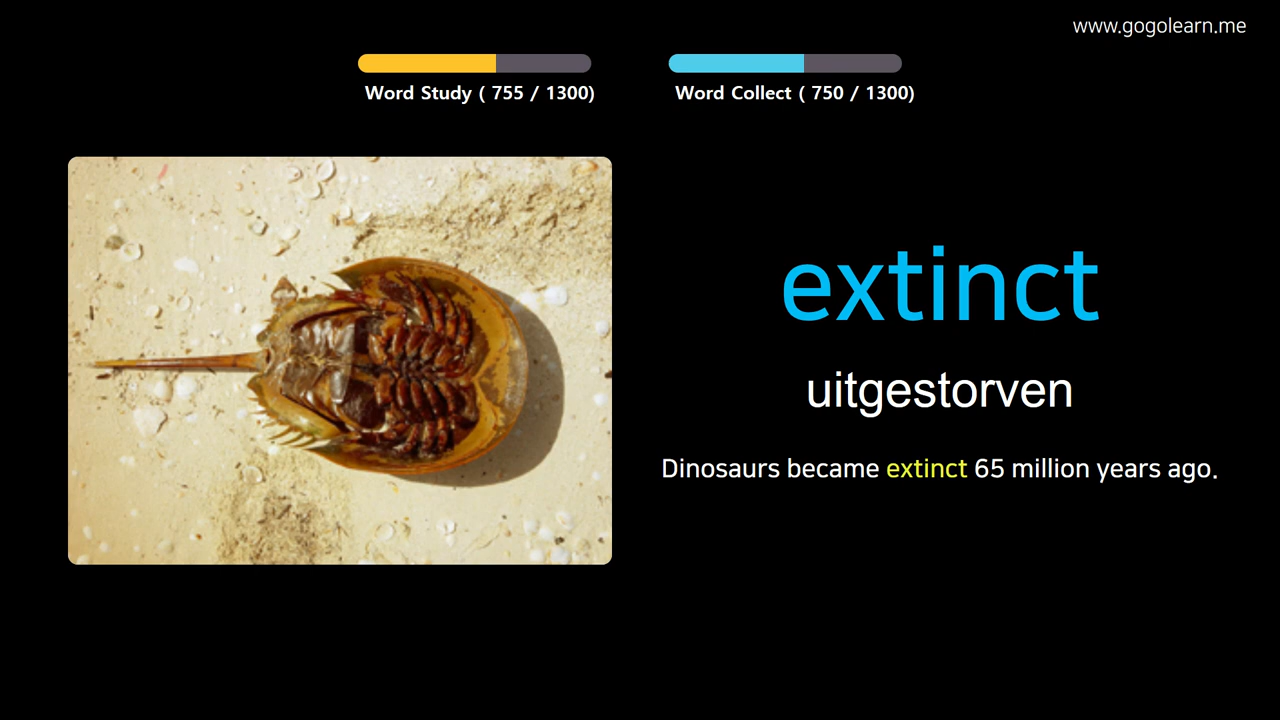 www.gogolearn.me
Word Study ( 755 / 1300)
Word Collect ( 750 / 1300)
extinct
uitgestorven
Dinosaurs became extinct 65 million years ago.